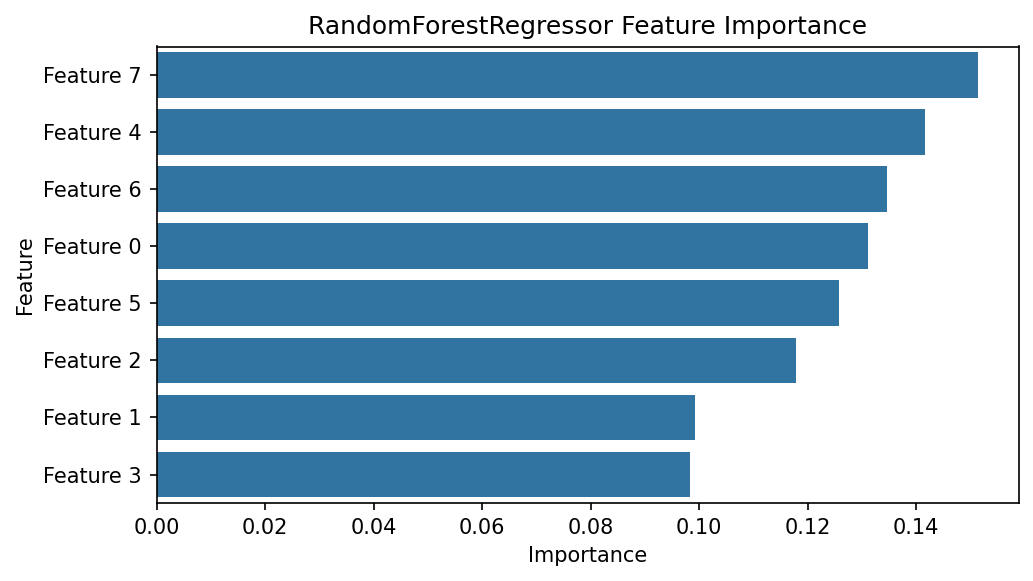 RandomForestRegressor Feature Importance
Feature
Feature 7
Feature 4
Feature 6
Feature 0
Feature 5
Feature 2
Feature 1
Feature 3
0.00 0.02 0.04 0.06 0.08 0.10 0.12 0.14
Importance